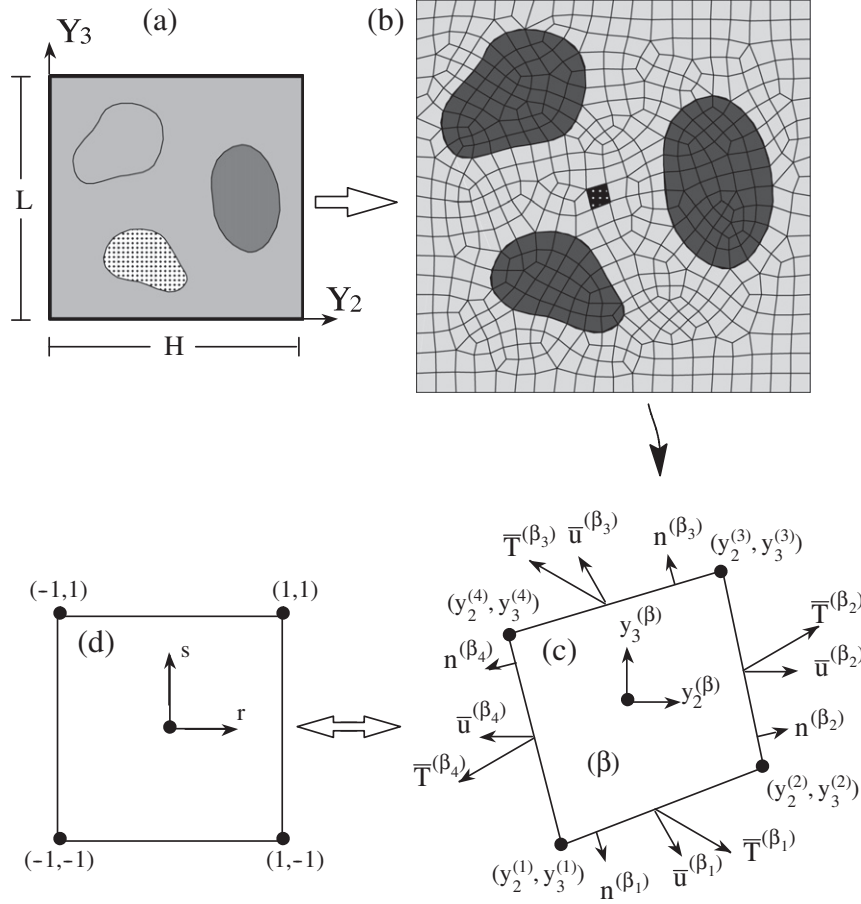 (a)
Y₃
L
Y₂
H
(b)
(-1,1) (1,1)
(d)
s
r
(-1,-1) (1,-1)
T̅^(β₃) u̅^(β₃) n^(β₃) (y₂^(3), y₃^(3))
(y₂^(4), y₃^(4))
T̅^(β₂)
n^(β₄) (c) y₃^(β)
u̅^(β₂)
y₂^(β)
u̅^(β₄) n^(β₂)
T̅^(β₄) (β)
(y₂^(2), y₃^(2))
(y₂^(1), y₃^(1)) n^(β₁) u̅^(β₁) T̅^(β₁)